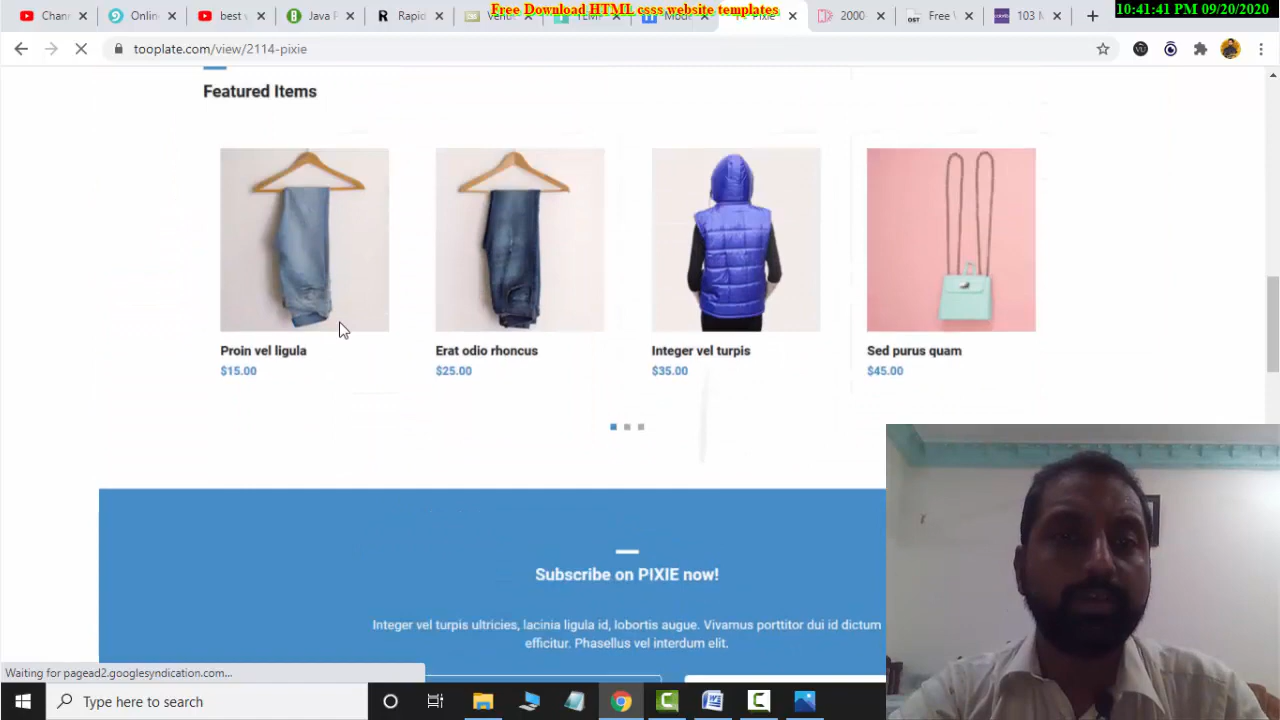 Free Download HTML csss website templates
10:41:41 PM 09/20/2020
Chan
Onlin
best
Java F
Rapid
Pixie
2000
Free
103 M
tooplate.com/view/2114-pixie
Featured Items
Proin vel ligula
$15.00
Erat odio rhoncus
$25.00
Integer vel turpis
$35.00
Sed purus quam
$45.00
Subscribe on PIXIE now!
Integer vel turpis ultricies, lacinia ligula id, lobortis augue. Vivamus porttitor dui id dictum
efficitur. Phasellus vel interdum elit.
Waiting for pagead2.googlesyndication.com...
Type here to search